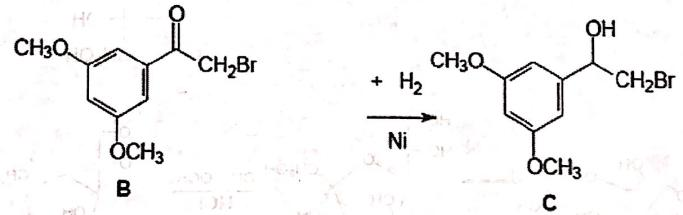 O
CH₃O
CH₂Br
OCH₃
B
+ H₂
Ni
OH
CH₃O
CH₂Br
OCH₃
C